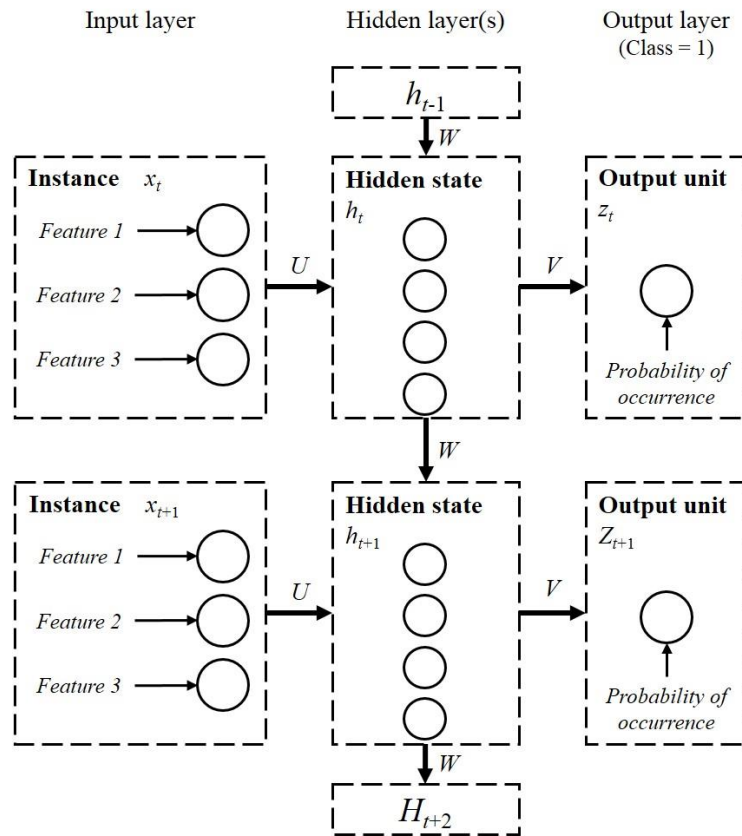 Input layer
Hidden layer(s)
Output layer
(Class = 1)
h_{t-1}
W
Instance x_t
Feature 1
Feature 2
Feature 3
U
Hidden state
h_t
V
Output unit
z_t
Probability of
occurrence
W
Instance x_{t+1}
Feature 1
Feature 2
Feature 3
U
Hidden state
h_{t+1}
V
Output unit
Z_{t+1}
Probability of
occurrence
W
H_{t+2}